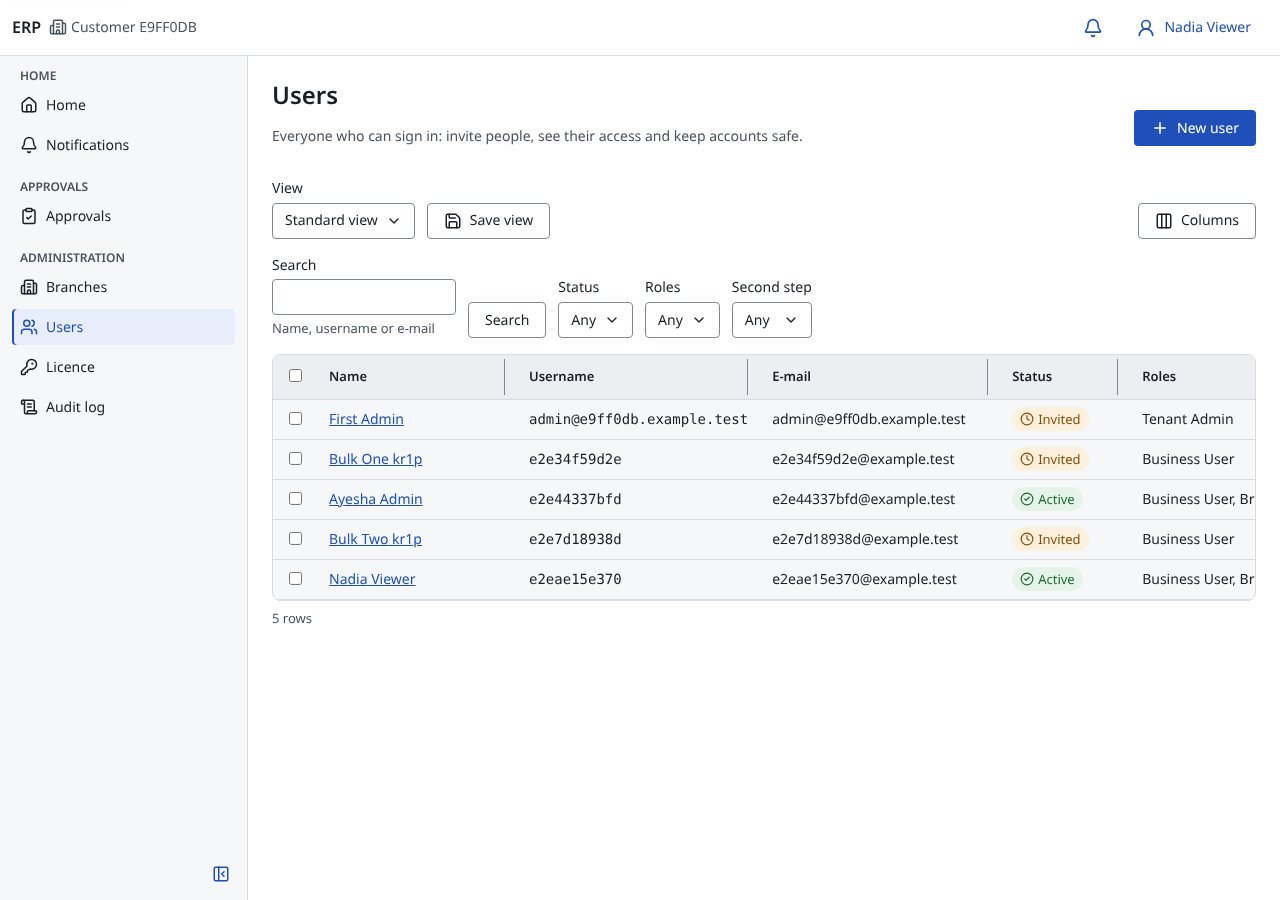 ERP Customer E9FF0DB Nadia Viewer
HOME
Home
Notifications
APPROVALS
Approvals
ADMINISTRATION
Branches
Users
Licence
Audit log
Users
Everyone who can sign in: invite people, see their access and keep accounts safe.
New user
View
Standard view Save view Columns
Search
Name, username or e-mail
Search
Status Roles Second step
Any Any Any
Name Username E-mail Status Roles
First Admin admin@e9ff0db.example.test admin@e9ff0db.example.test Invited Tenant Admin
Bulk One kr1p e2e34f59d2e e2e34f59d2e@example.test Invited Business User
Ayesha Admin e2e44337bfd e2e44337bfd@example.test Active Business User, Br
Bulk Two kr1p e2e7d18938d e2e7d18938d@example.test Invited Business User
Nadia Viewer e2eae15e370 e2eae15e370@example.test Active Business User, Br
5 rows